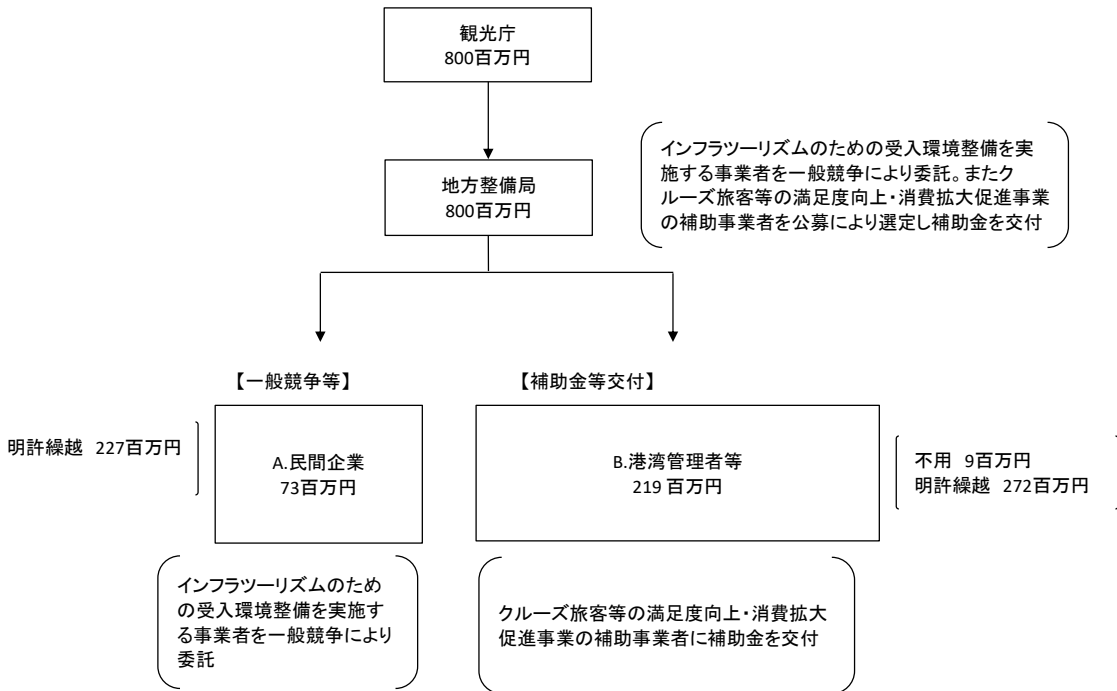 観光庁
800百万円
地方整備局
800百万円
インフラツーリズムのための受入環境整備を実
施する事業者を一般競争により委託。またク
ルーズ旅客等の満足度向上・消費拡大促進事業
の補助事業者を公募により選定し補助金を交付
【一般競争等】
【補助金等交付】
明許繰越 227百万円
A.民間企業
73百万円
B.港湾管理者等
219 百万円
不用 9百万円
明許繰越 272百万円
インフラツーリズムのため
の受入環境整備を実施す
る事業者を一般競争により
委託
クルーズ旅客等の満足度向上・消費拡大
促進事業の補助事業者に補助金を交付